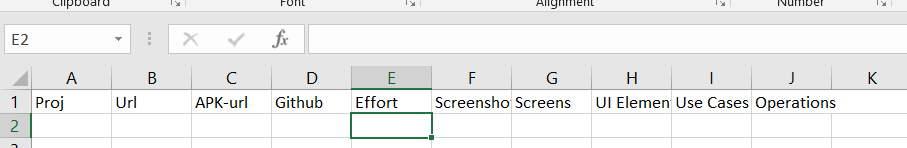 Clipboard Font Alignment Number
E2 fx
A B C D E F G H I J K
1 Proj Url APK-url Github Effort Screensho Screens UI Elemen Use Cases Operations
2